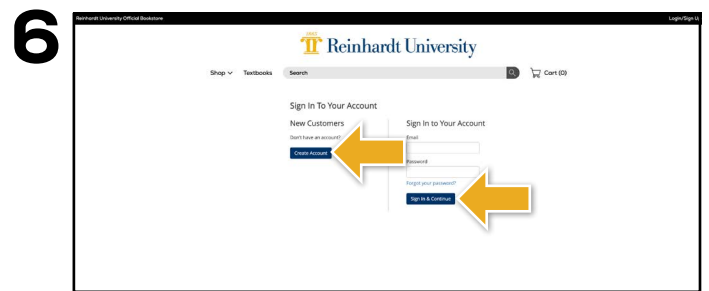 6
Reinhardt University Official Bookstore
Login/Sign U
Reinhardt University
Shop
Textbooks
Search
Cart (0)
Sign In To Your Account
New Customers
Don't have an account?
Create Account
Sign In to Your Account
Email
Password
Forgot your password?
Sign In & Continue